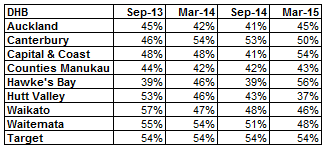 DHB Sep-13 Mar-14 Sep-14 Mar-15
Auckland 45% 42% 41% 45%
Canterbury 46% 54% 53% 50%
Capital & Coast 48% 48% 41% 54%
Counties Manukau 44% 42% 42% 43%
Hawke's Bay 39% 46% 39% 56%
Hutt Valley 53% 46% 43% 37%
Waikato 57% 47% 48% 46%
Waitemata 55% 54% 51% 48%
Target 54% 54% 54% 54%